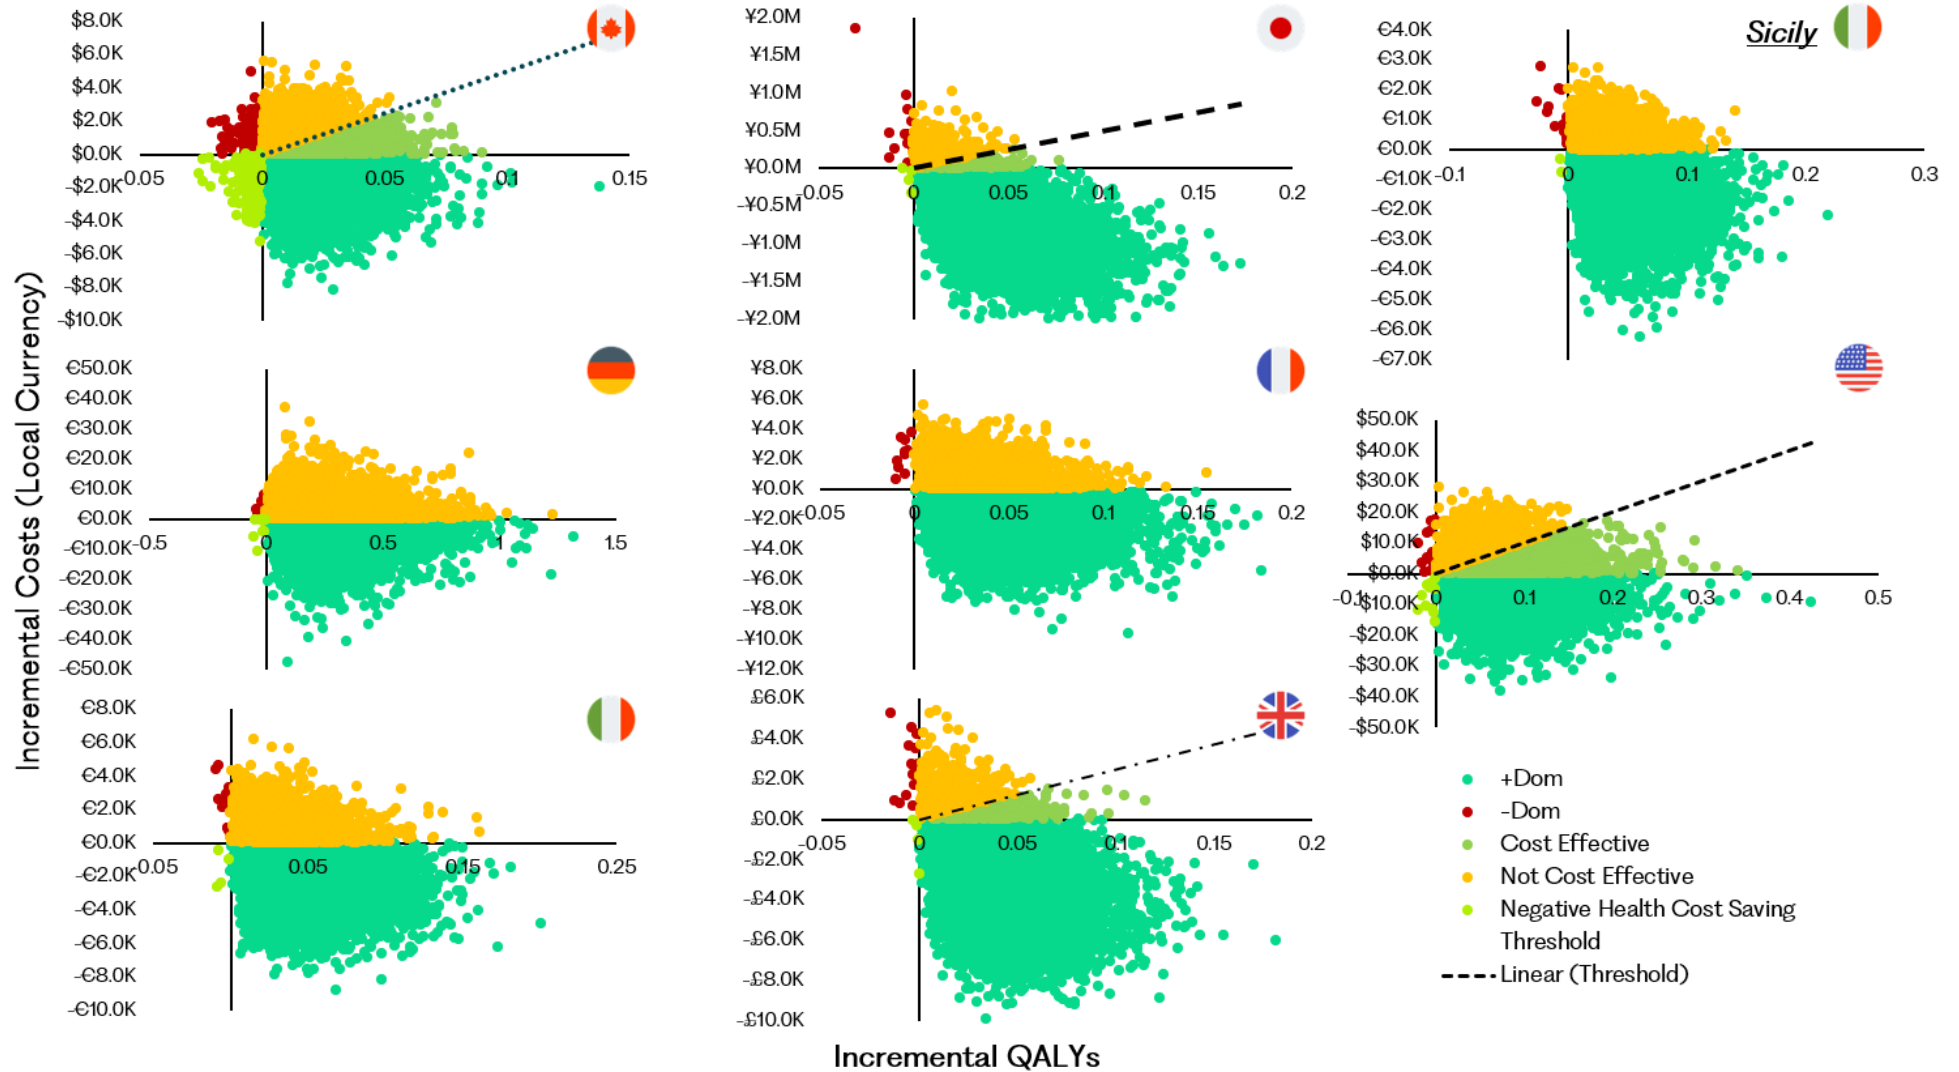 Incremental Costs (Local Currency)
$8.0K
$6.0K
$4.0K
$2.0K
$0.0K
-$2.0K
-$4.0K
-$6.0K
-$8.0K
-$10.0K
-0.05 0 0.05 0.1 0.15
¥2.0M
¥1.5M
¥1.0M
¥0.5M
¥0.0M
-¥0.5M
-¥1.0M
-¥1.5M
-¥2.0M
-0.05 0 0.05 0.1 0.15 0.2
Sicily
€4.0K
€3.0K
€2.0K
€1.0K
€0.0K
-€1.0K
-€2.0K
-€3.0K
-€4.0K
-€5.0K
-€6.0K
-€7.0K
-0.1 0 0.1 0.2 0.3
€50.0K
€40.0K
€30.0K
€20.0K
€10.0K
€0.0K
-€10.0K
-€20.0K
-€30.0K
-€40.0K
-€50.0K
-0.5 0 0.5 1 1.5
¥8.0K
¥6.0K
¥4.0K
¥2.0K
¥0.0K
-¥2.0K
-¥4.0K
-¥6.0K
-¥8.0K
-¥10.0K
-¥12.0K
-0.05 0 0.05 0.1 0.15 0.2
$50.0K
$40.0K
$30.0K
$20.0K
$10.0K
$0.0K
-$10.0K
-$20.0K
-$30.0K
-$40.0K
-$50.0K
-0.1 0 0.1 0.2 0.3 0.4 0.5
€8.0K
€6.0K
€4.0K
€2.0K
€0.0K
-€2.0K
-€4.0K
-€6.0K
-€8.0K
-€10.0K
-0.05 0.05 0.15 0.25
£6.0K
£4.0K
£2.0K
£0.0K
-£2.0K
-£4.0K
-£6.0K
-£8.0K
-£10.0K
-0.05 0 0.05 0.1 0.15 0.2
+Dom
-Dom
Cost Effective
Not Cost Effective
Negative Health Cost Saving
Threshold
Linear (Threshold)
Incremental QALYs